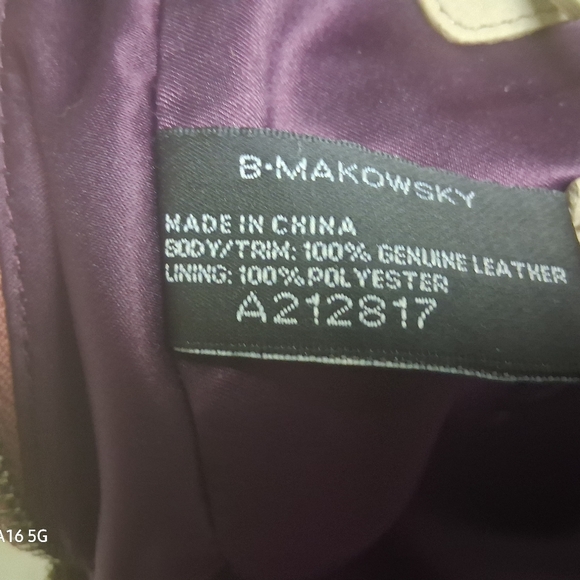 B·MAKOWSKY
MADE IN CHINA
BODY/TRIM: 100% GENUINE LEATHER
LINING: 100% POLYESTER
A212817
A16 5G